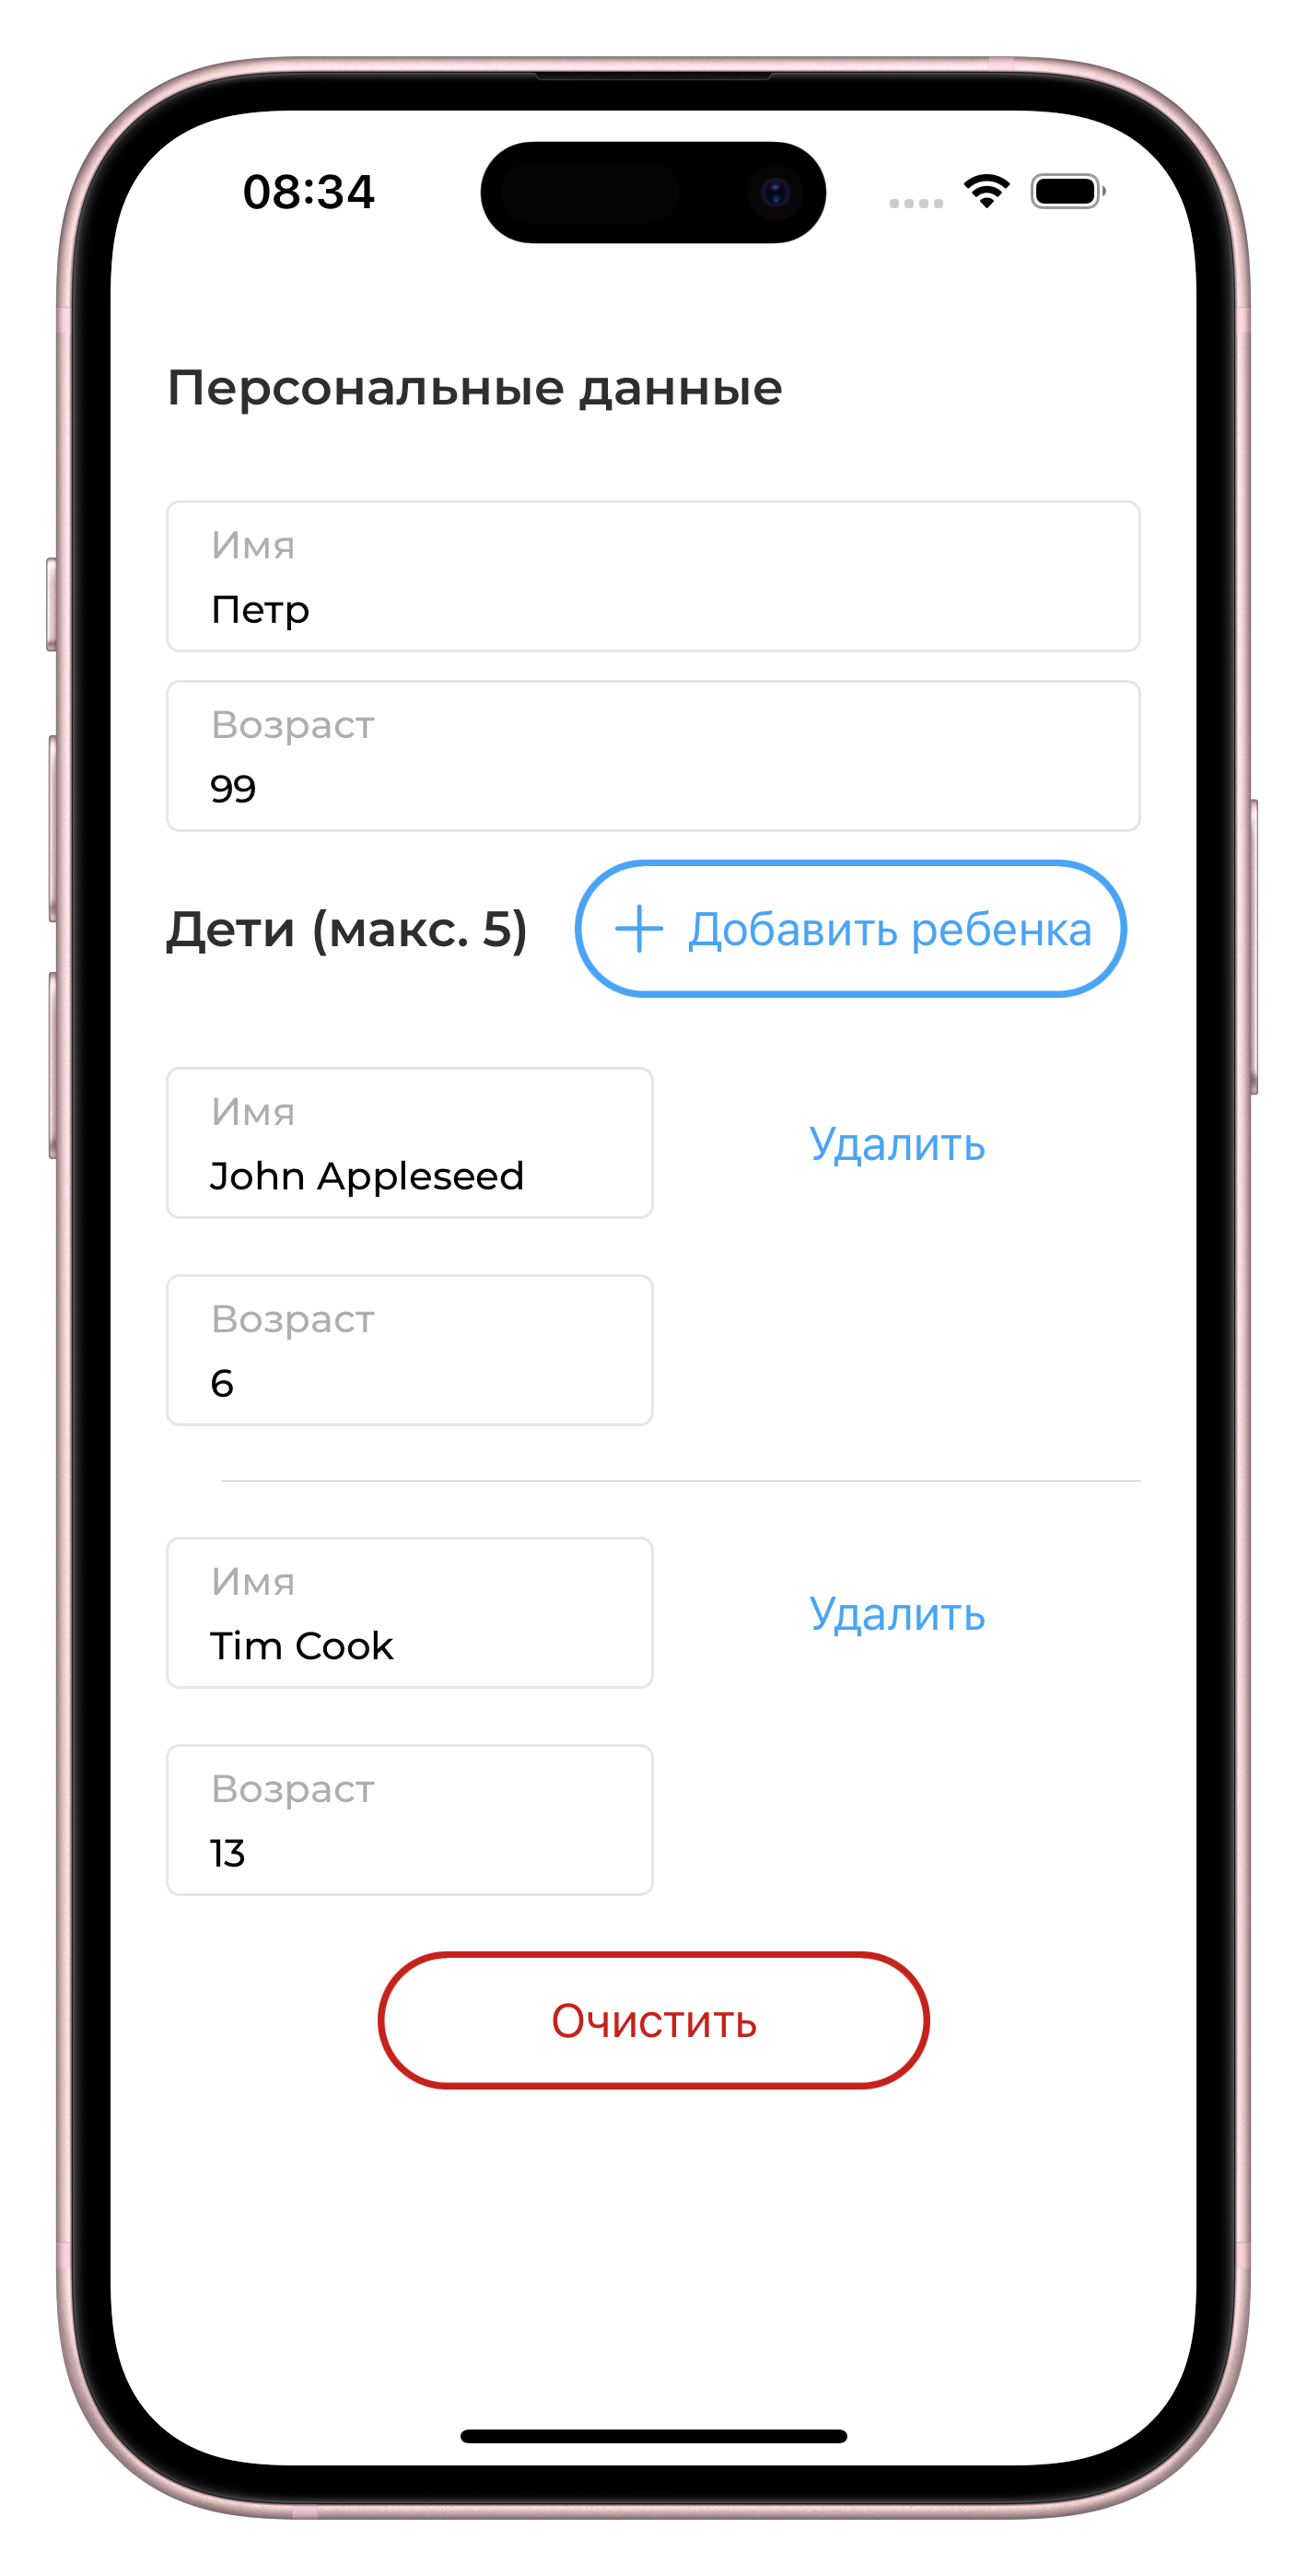 08:34
Персональные данные
Имя
Петр
Возраст
99
Дети (макс. 5)
Добавить ребенка
Имя
John Appleseed
Удалить
Возраст
6
Имя
Tim Cook
Удалить
Возраст
13
Очистить